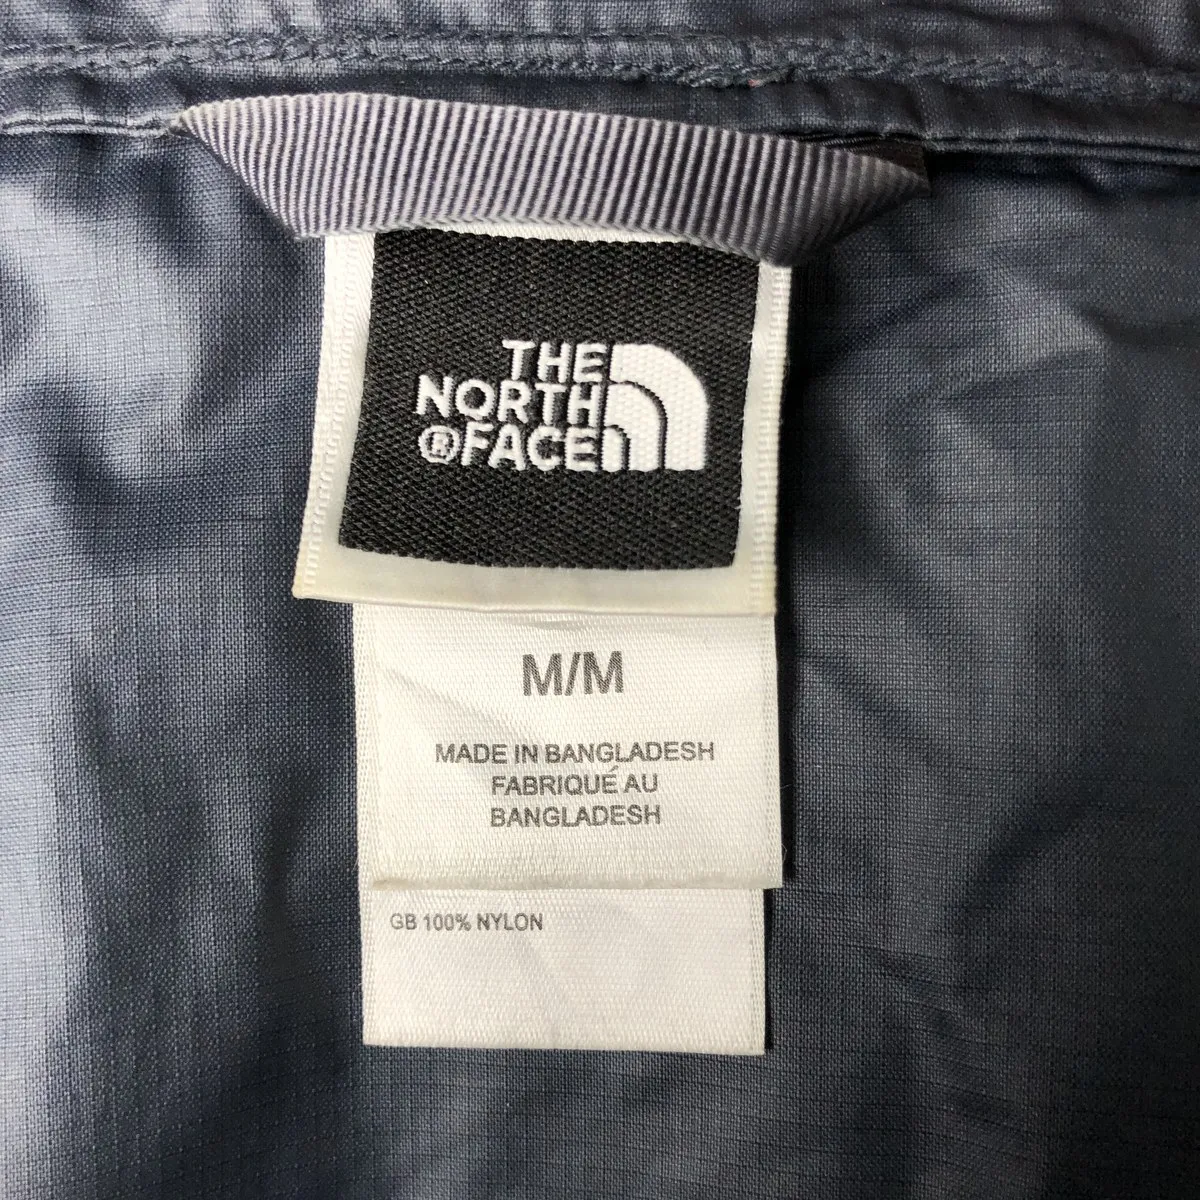 THE
NORTH
®FACE
M/M
MADE IN BANGLADESH
FABRIQUÉ AU
BANGLADESH
GB 100% NYLON